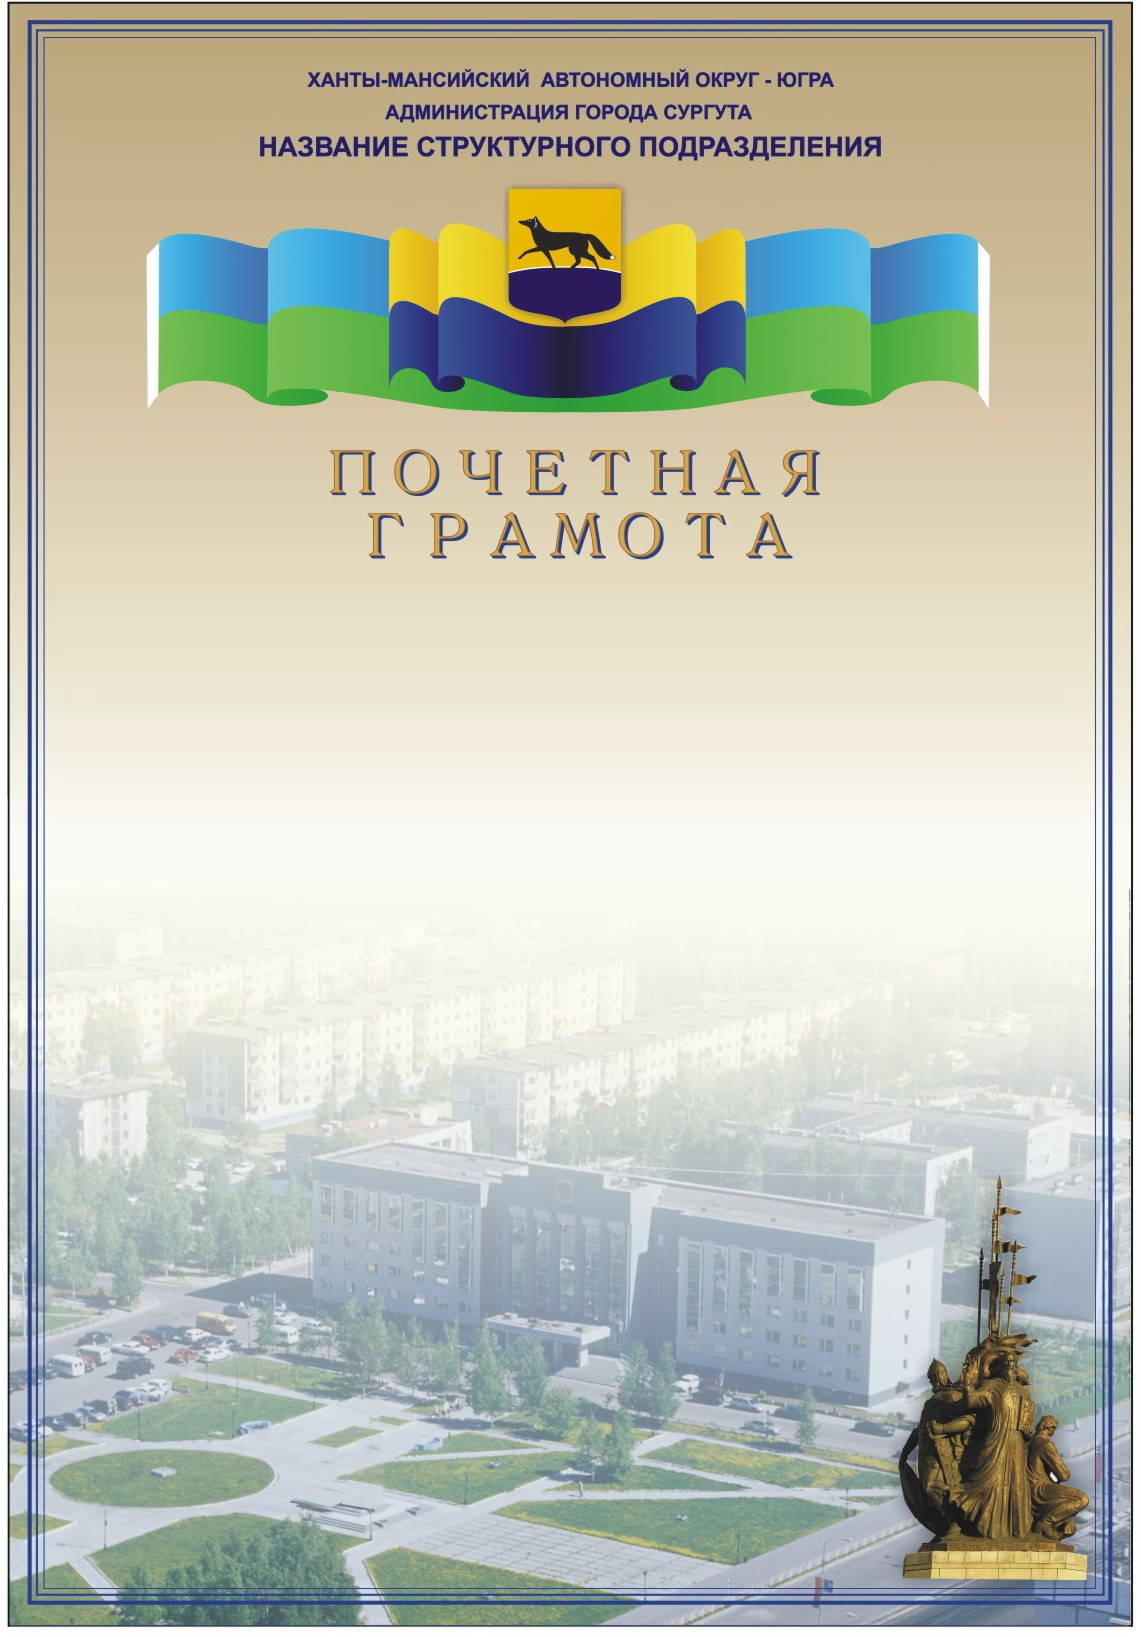 ХАНТЫ-МАНСИЙСКИЙ АВТОНОМНЫЙ ОКРУГ - ЮГРА
АДМИНИСТРАЦИЯ ГОРОДА СУРГУТА
НАЗВАНИЕ СТРУКТУРНОГО ПОДРАЗДЕЛЕНИЯ
ПОЧЕТНАЯ
ГРАМОТА